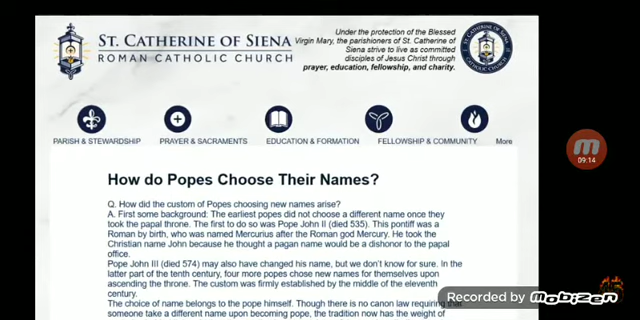 ST. CATHERINE OF SIENA
ROMAN CATHOLIC CHURCH
Under the protection of the Blessed
Virgin Mary, the parishioners of St. Catherine of
Siena strive to live as committed
disciples of Jesus Christ through
prayer, education, fellowship, and charity.
PARISH & STEWARDSHIP
PRAYER & SACRAMENTS
EDUCATION & FORMATION
FELLOWSHIP & COMMUNITY
More
09:14
How do Popes Choose Their Names?
Q. How did the custom of Popes choosing new names arise?
A. First some background: The earliest popes did not choose a different name once they
took the papal throne. The first to do so was Pope John II (died 535). This pontiff was a
Roman by birth, who was named Mercurius after the Roman god Mercury. He took the
Christian name John because he thought a pagan name would be a dishonor to the papal
office.
Pope John III (died 574) may also have changed his name, but we don't know for sure. In the
latter part of the tenth century, four more popes chose new names for themselves upon
ascending the throne. The custom was firmly established by the middle of the eleventh
century.
The choice of name belongs to the pope himself. Though there is no canon law requiring that
someone take a different name upon becoming pope, the tradition now has the weight of
Recorded by mobizen